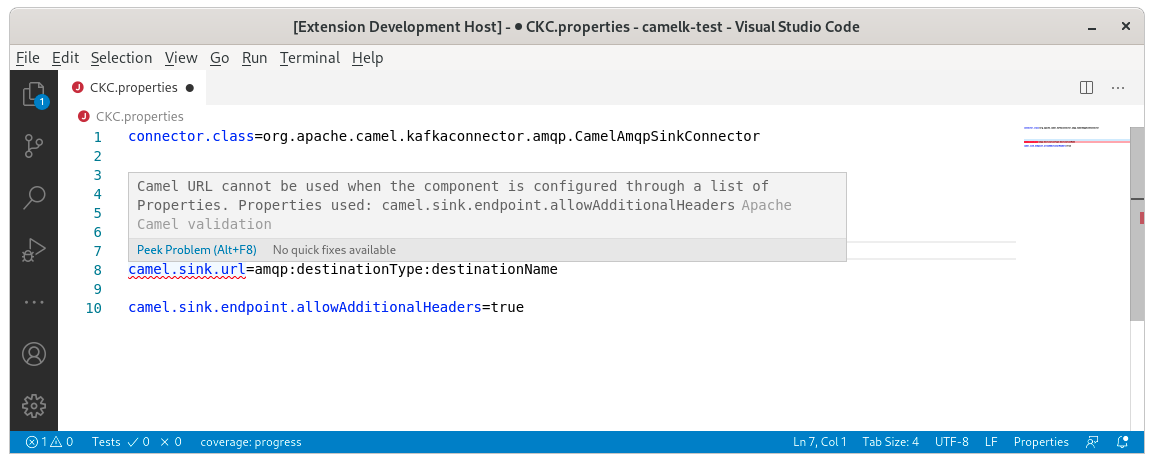 [Extension Development Host] - ● CKC.properties - camelk-test - Visual Studio Code
File Edit Selection View Go Run Terminal Help
1
J CKC.properties ●
J CKC.properties
1 connector.class=org.apache.camel.kafkaconnector.amqp.CamelAmqpSinkConnector
2
3
4
5
6
7
Camel URL cannot be used when the component is configured through a list of
Properties. Properties used: camel.sink.endpoint.allowAdditionalHeaders Apache
Camel validation
Peek Problem (Alt+F8) No quick fixes available
8 camel.sink.url=amqp:destinationType:destinationName
9
10 camel.sink.endpoint.allowAdditionalHeaders=true
1 0 Tests ✓ 0 × 0 coverage: progress Ln 7, Col 1 Tab Size: 4 UTF-8 LF Properties